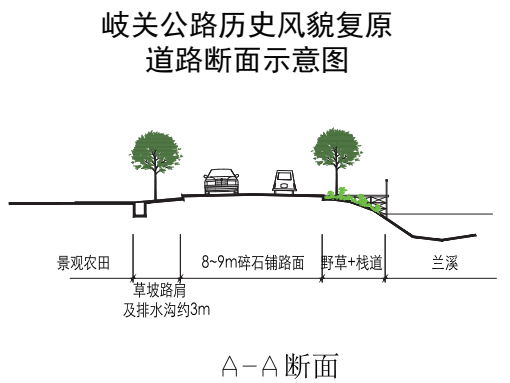 岐关公路历史风貌复原
道路断面示意图
景观农田
8~9m碎石铺路面
野草+栈道
兰溪
草坡路肩
及排水沟约3m
A-A断面